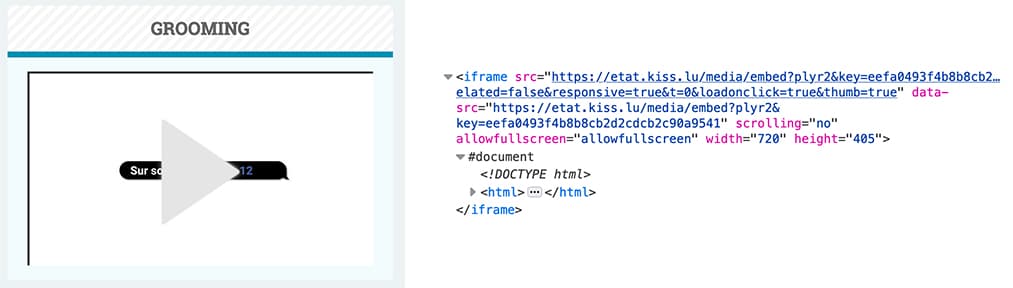 GROOMING
Sur so
12
<iframe src="https://etat.kiss.lu/media/embed?plyr2&key=eefa0493f4b8b8cb2…
elated=false&responsive=true&t=0&loadonclick=true&thumb=true" data-
src="https://etat.kiss.lu/media/embed?plyr2&
key=eefa0493f4b8b8cb2d2cdcb2c90a9541" scrolling="no"
allowfullscreen="allowfullscreen" width="720" height="405">
#document
<!DOCTYPE html>
<html> ••• </html>
</iframe>